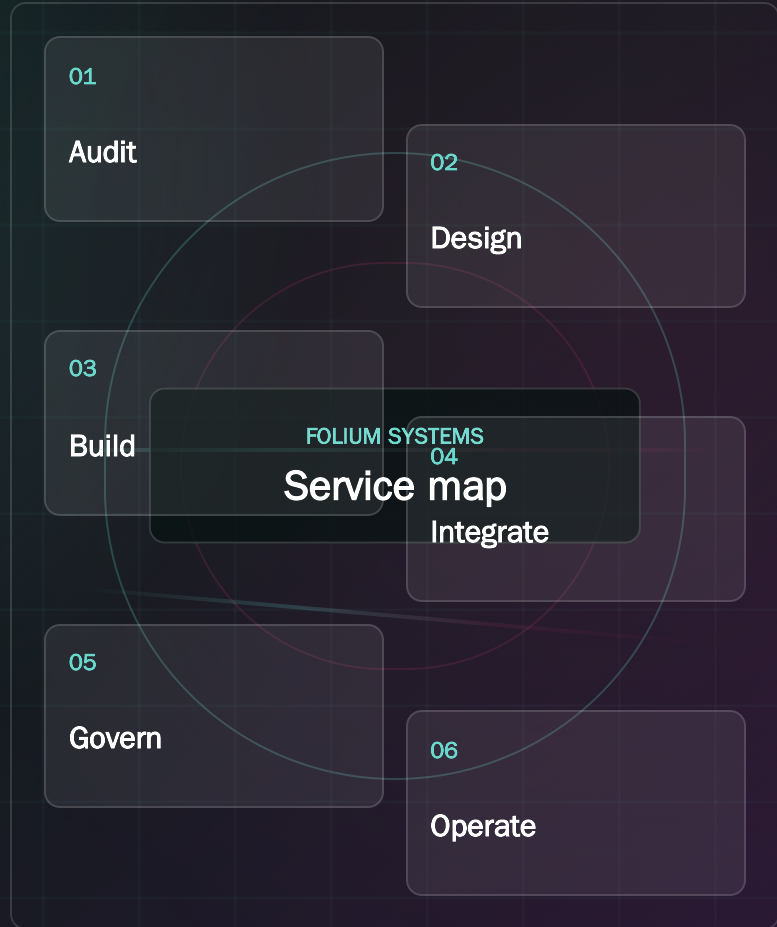 01
Audit
02
Design
03
Build
FOLIUM SYSTEMS
Service map
04
Integrate
05
Govern
06
Operate